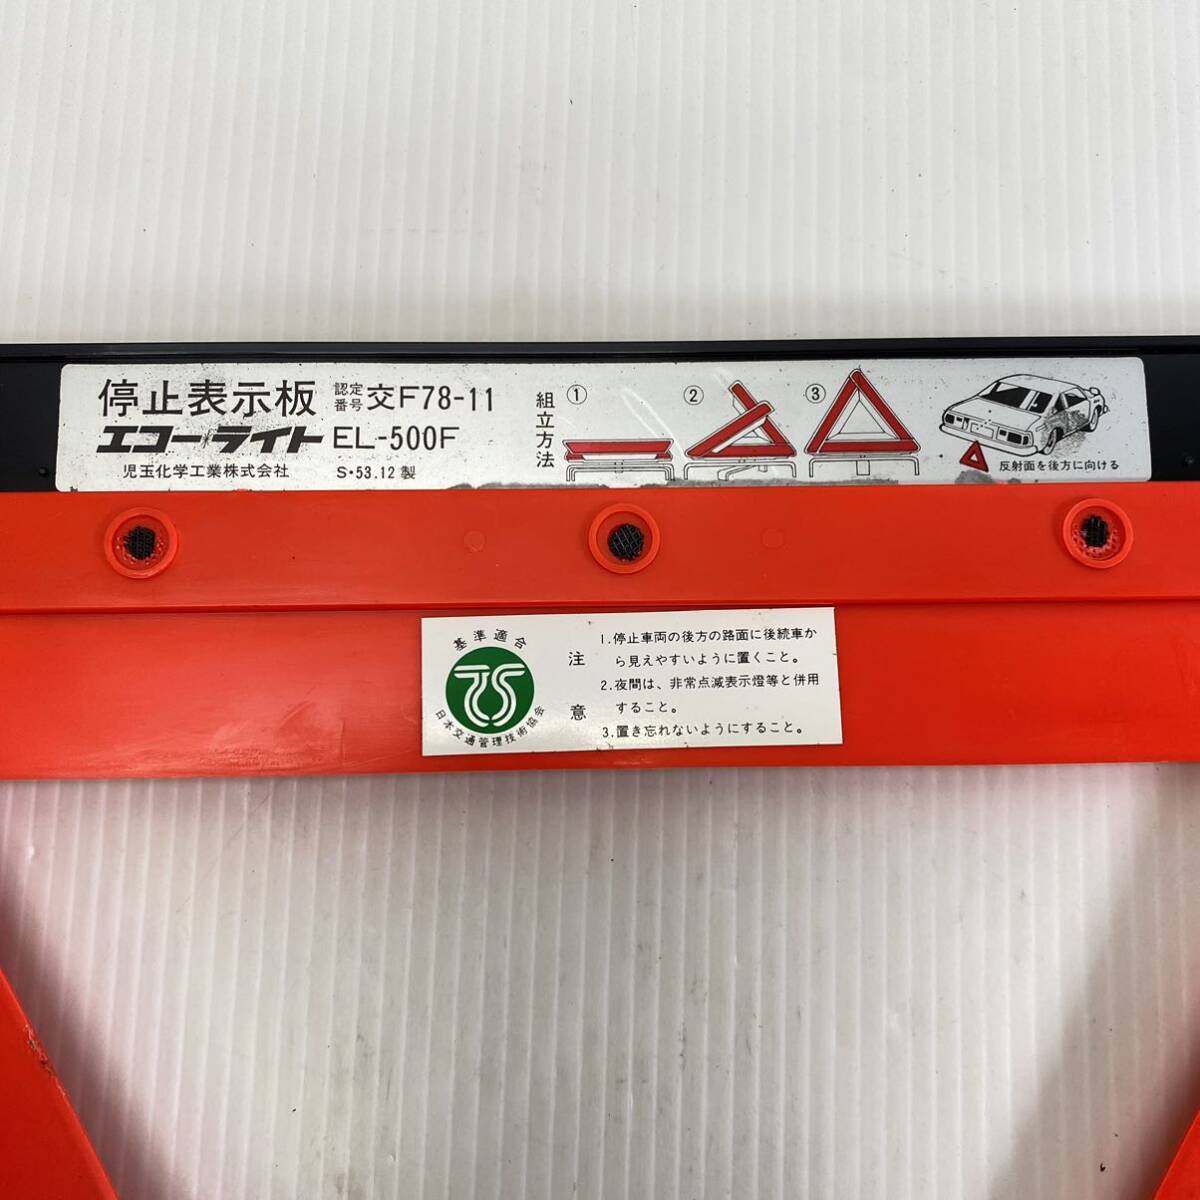 停止表示板
認定番号 交F78-11
エコーライト EL-500F
児玉化学工業株式会社 S・53.12製
組立方法
① ② ③
反射面を後方に向ける
基準適合
日本交通管理技術協会
注意
1.停止車両の後方の路面に後続車か
ら見えやすいように置くこと。
2.夜間は、非常点滅表示燈等と併用
すること。
3.置き忘れないようにすること。